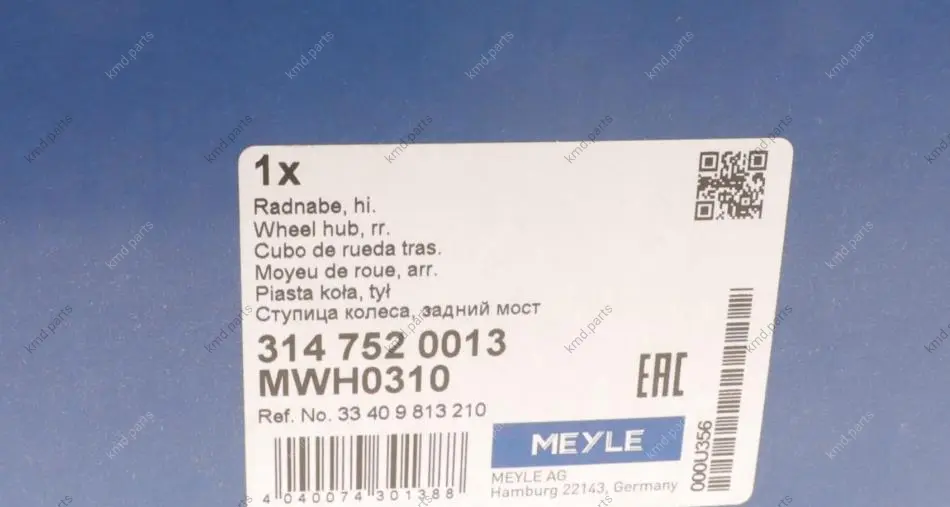 1x
Radnabe, hi.
Wheel hub, rr.
Cubo de rueda tras.
Moyeu de roue, arr.
Piasta koła, tył
Ступица колеса, задний мост
314 752 0013
MWH0310
Ref. No. 33 40 9 813 210
EAC
MEYLE
MEYLE AG
Hamburg 22143, Germany
4 040074 301388
000U356
kmd.parts